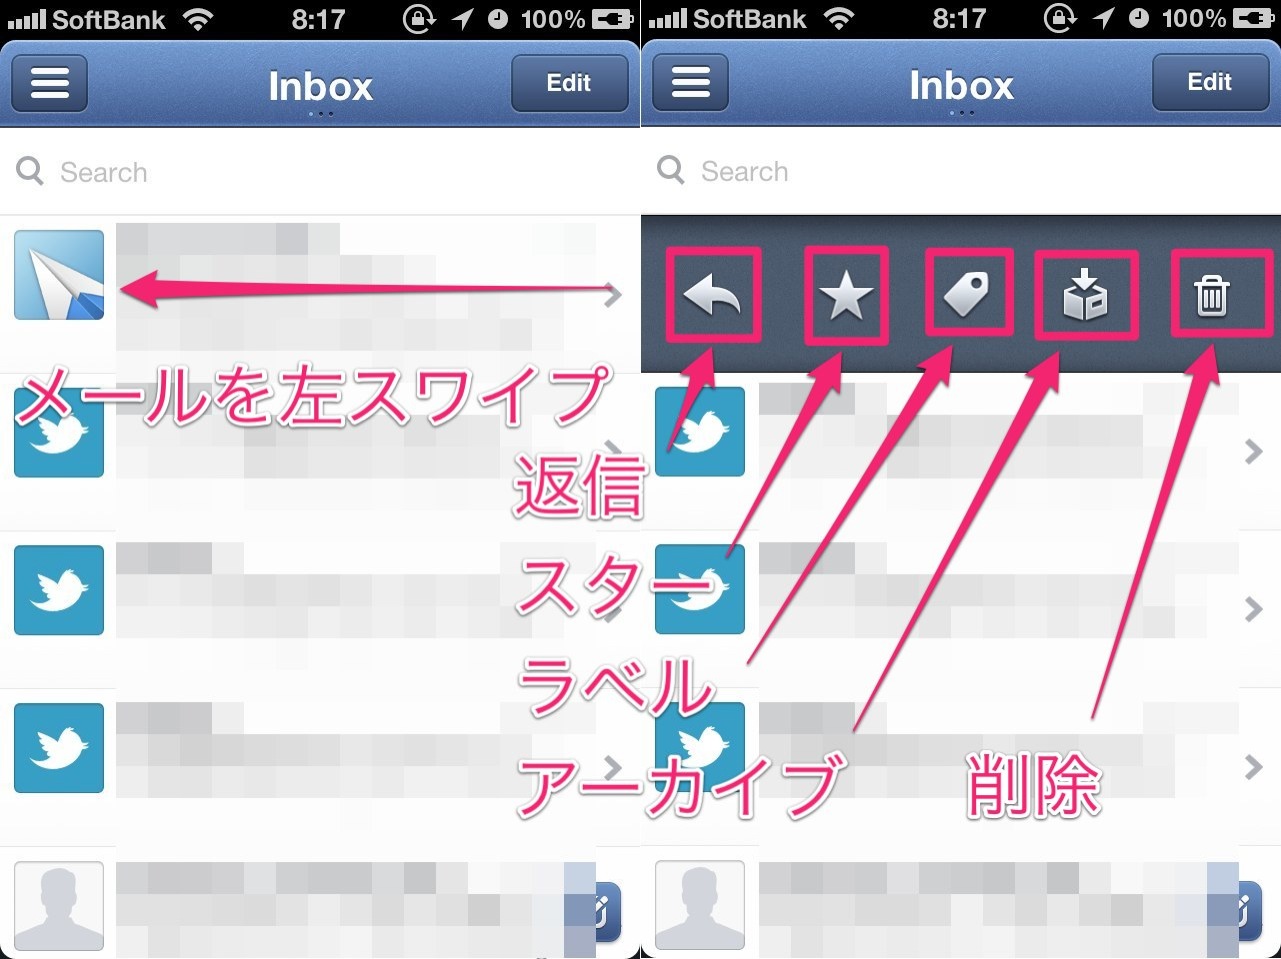 SoftBank 8:17 100%
Inbox
Edit
Search
メールを左スワイプ
SoftBank 8:17 100%
Inbox
Edit
Search
返信
スター
ラベル
アーカイブ
削除